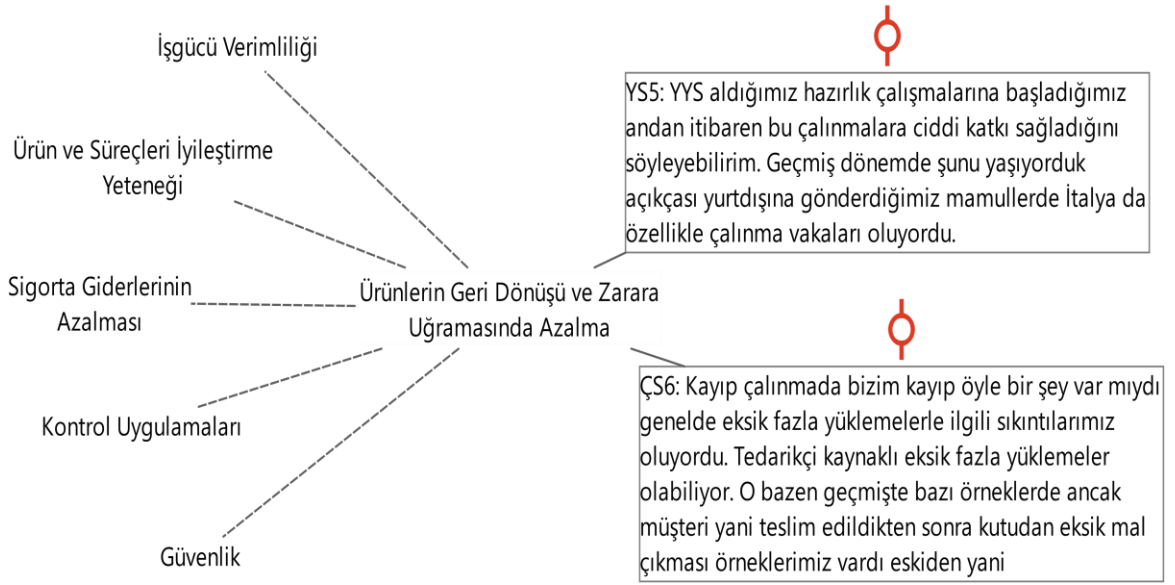 İşgücü Verimliliği
Ürün ve Süreçleri İyileştirme
Yeteneği
Sigorta Giderlerinin
Azalması
Kontrol Uygulamaları
Güvenlik
Ürünlerin Geri Dönüşü ve Zarara
Uğramasında Azalma
YS5: YYS aldığımız hazırlık çalışmalarına başladığımız
andan itibaren bu çalınmalara ciddi katkı sağladığını
söyleyebilirim. Geçmiş dönemde şunu yaşıyorduk
açıkçası yurtdışına gönderdiğimiz mamullerde İtalya da
özellikle çalınma vakaları oluyordu.
ÇS6: Kayıp çalınmada bizim kayıp öyle bir şey var mıydı
genelde eksik fazla yüklemelerle ilgili sıkıntılarımız
oluyordu. Tedarikçi kaynaklı eksik fazla yüklemeler
olabiliyor. O bazen geçmişte bazı örneklerde ancak
müşteri yani teslim edildikten sonra kutudan eksik mal
çıkması örneklerimiz vardı eskiden yani